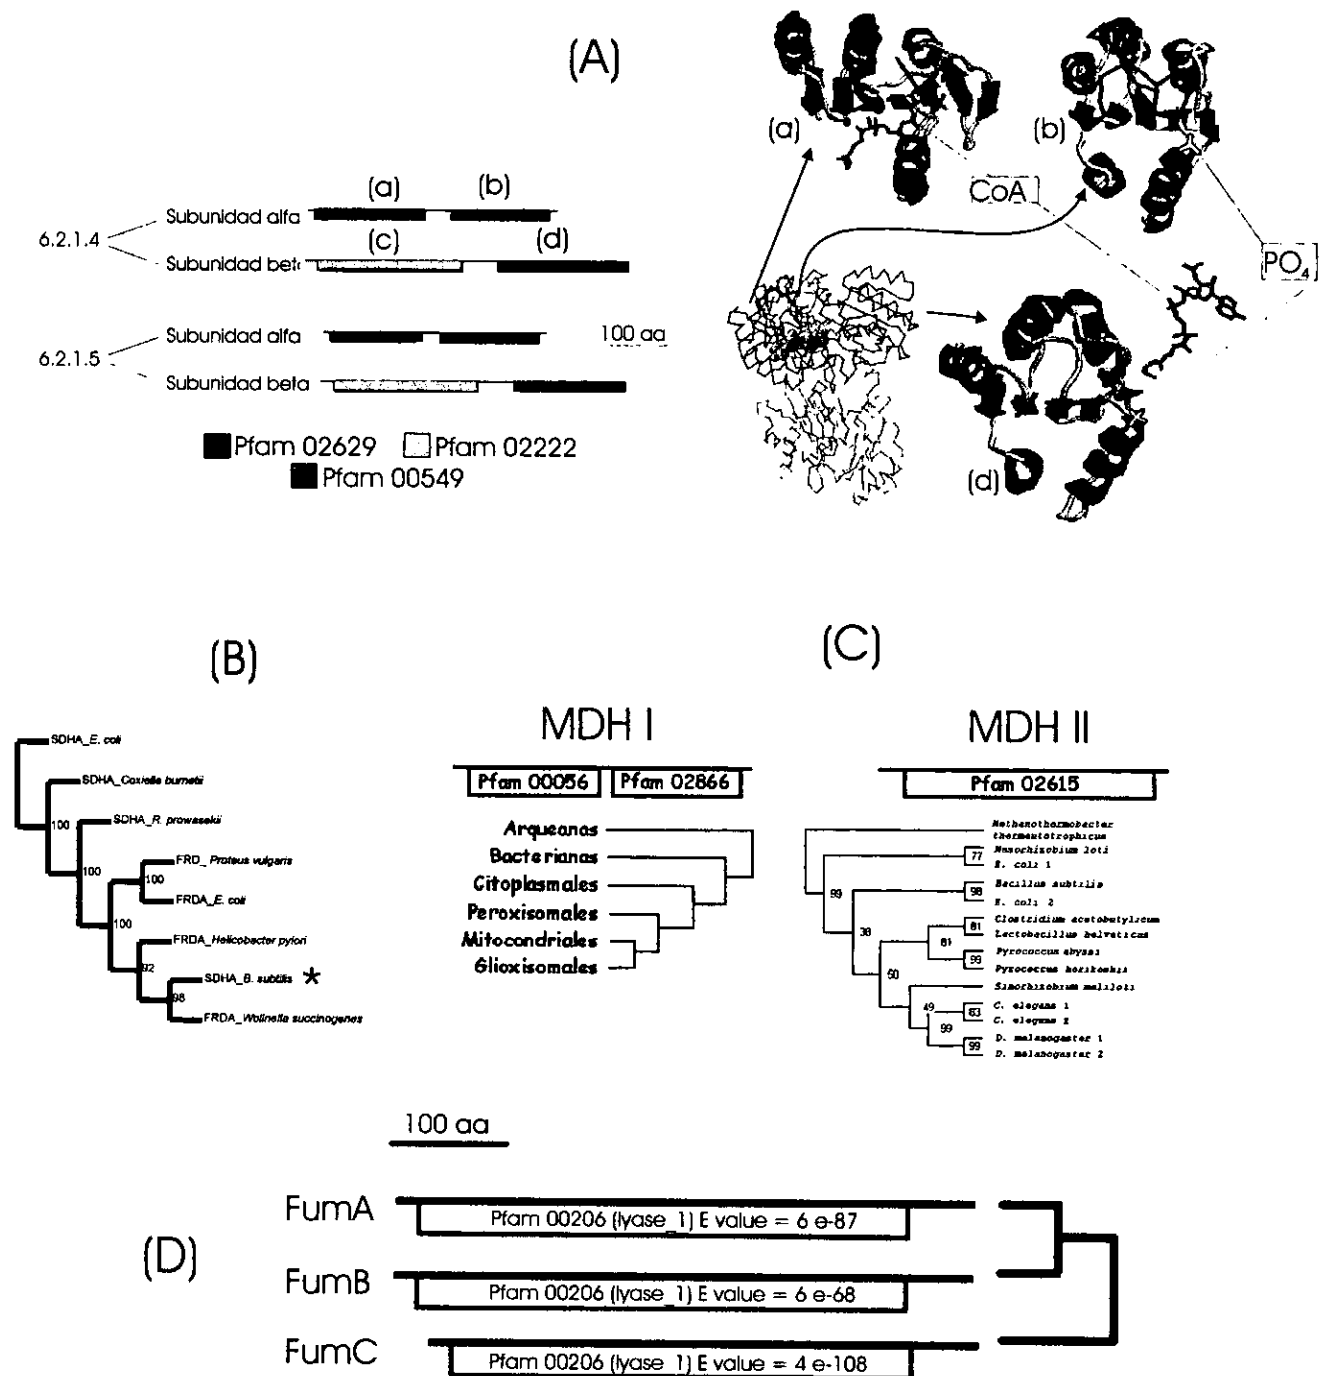 (A)
(a)
(b)
CoA
PO4
(d)
(a)
(b)
Subunidad alfa
6.2.1.4
(c)
(d)
Subunidad beta
Subunidad alfa
100 aa
6.2.1.5
Subunidad beta
Pfam 02629
Pfam 02222
Pfam 00549
(B)
(C)
SDHA_E. coli
SDHA_Coxiella burnetii
100
SDHA_R. prowasekii
100
FRD_ Proteus vulgaris
100
FRDA_E. coli
100
FRDA_Helicobacter pylori
92
SDHA_B. subtilis *
98
FRDA_Wolinella succinogenes
MDH I
Pfam 00056
Pfam 02866
Arqueanas
Bacterianas
Citoplasmales
Peroxisomales
Mitocondriales
Glioxisomales
MDH II
Pfam 02615
Methanothermobacter
thermautotrophicus
Mesorhizobium loti
77
E. coli 1
99
Bacillus subtilis
98
E. coli 2
38
Clostridium acetobutylicum
81
Lactobacillus helveticus
81
Pyrococcus abyssi
99
Pyrococcus horikoshii
50
Sinorhizobium meliloti
49
C. elegans 1
83
C. elegans 2
99
D. melanogaster 1
99
D. melanogaster 2
100 aa
(D)
FumA
Pfam 00206 (lyase_1) E value = 6 e-87
FumB
Pfam 00206 (lyase_1) E value = 6 e-68
FumC
Pfam 00206 (lyase_1) E value = 4 e-108